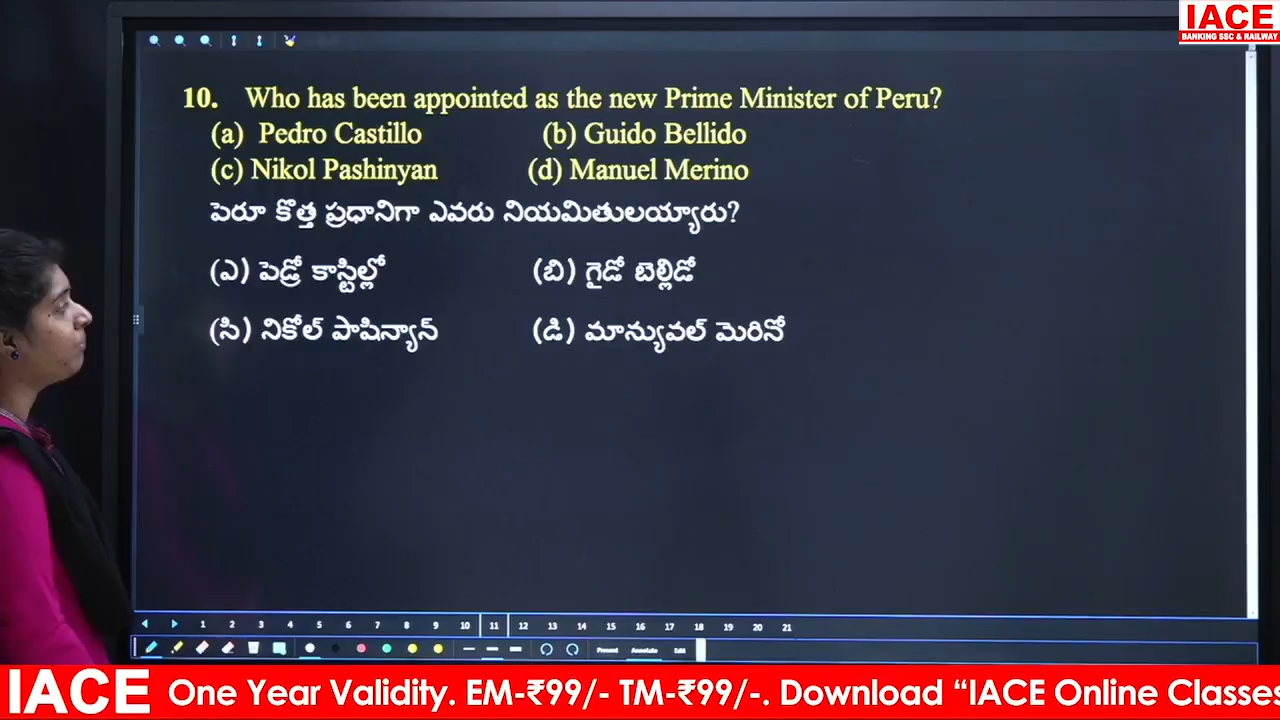 IACE
BANKING SSC & RAILWAY
10. Who has been appointed as the new Prime Minister of Peru?
(a) Pedro Castillo (b) Guido Bellido
(c) Nikol Pashinyan (d) Manuel Merino
పెరూ కొత్త ప్రధానిగా ఎవరు నియమితులయ్యారు?
(ఎ) పెడ్రో కాస్టిల్లో (బి) గైడో బెల్లిడో
(సి) నికోల్ పాషిన్యాన్ (డి) మాన్యువల్ మెరినో
1 2 3 4 5 6 7 8 9 10 11 12 13 14 15 16 17 18 19 20 21
Present Annotate Edit
IACE One Year Validity. EM-₹99/- TM-₹99/-. Download “IACE Online Classes